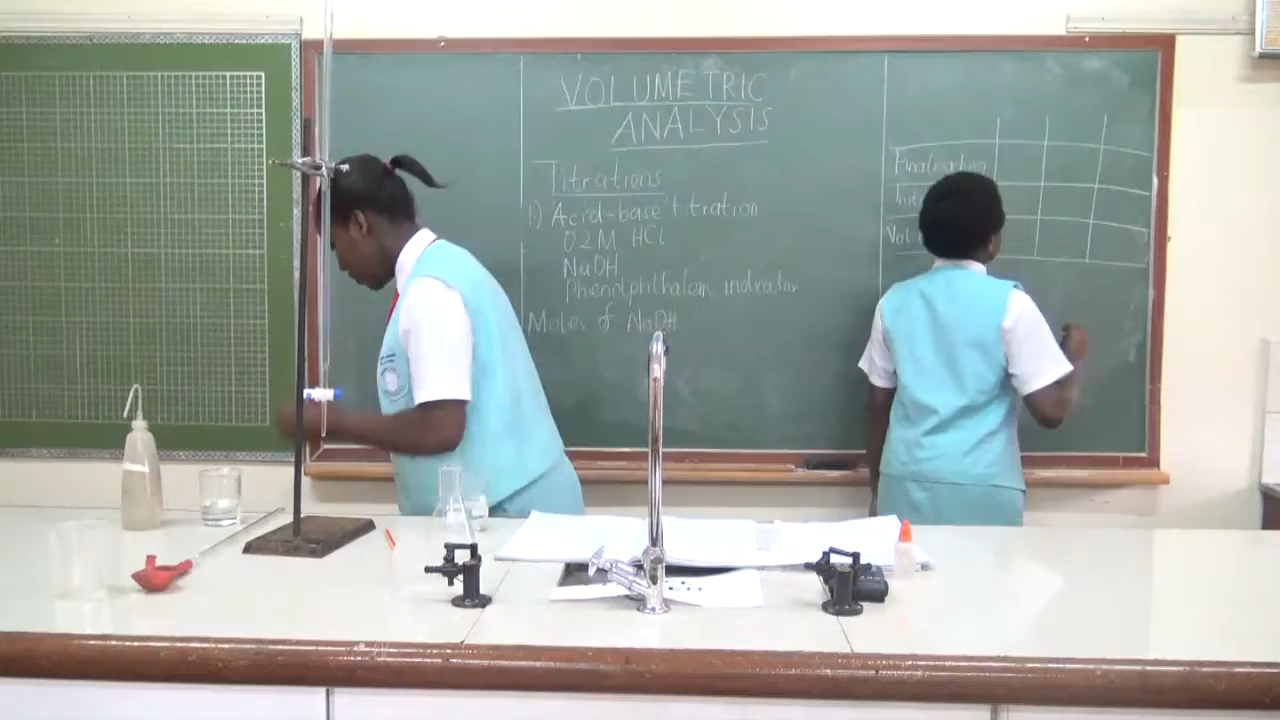 VOLUMETRIC
ANALYSIS
Titrations
1.) Acid-base titration
0.2M HCl
NaOH
Phenolphthalein indicator
Moles of NaOH
Final reading
Vol